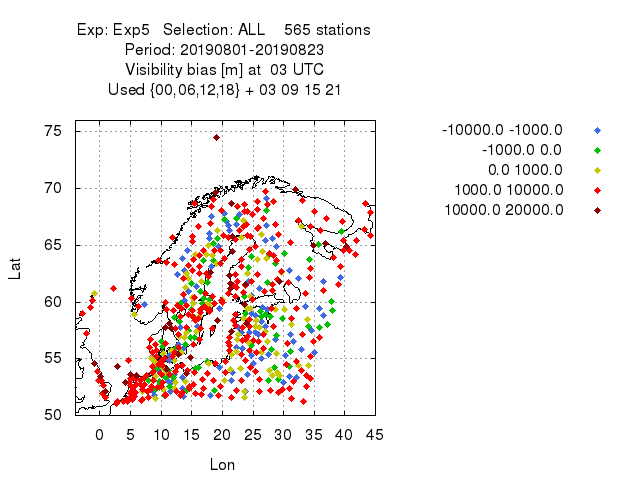 Exp: Exp5   Selection: ALL    565 stations
Period: 20190801-20190823
Visibility bias [m] at  03 UTC
Used {00,06,12,18} + 03 09 15 21
-10000.0 -1000.0
-1000.0 0.0
0.0 1000.0
1000.0 10000.0
10000.0 20000.0
75
70
65
60
55
50
Lat
0 5 10 15 20 25 30 35 40 45
Lon